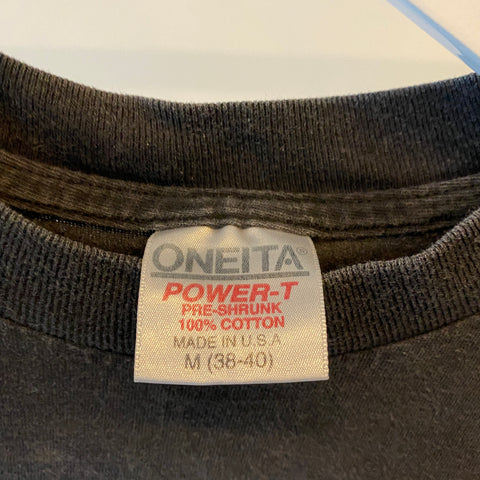 ONEITA®
POWER-T
PRE-SHRUNK
100% COTTON
MADE IN U.S.A
M (38-40)